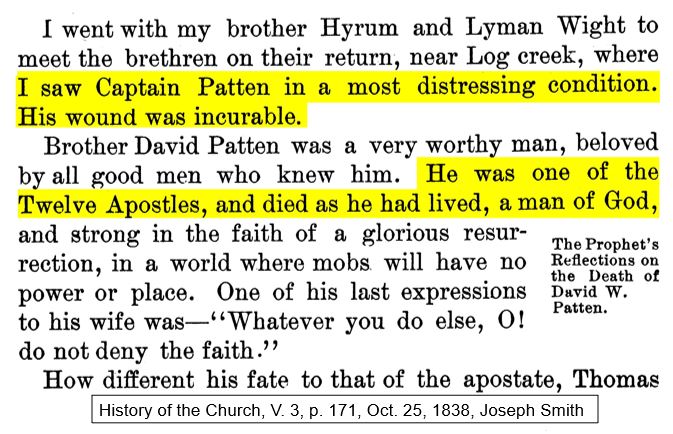 I went with my brother Hyrum and Lyman Wight to
meet the brethren on their return, near Log creek, where
I saw Captain Patten in a most distressing condition.
His wound was incurable.
Brother David Patten was a very worthy man, beloved
by all good men who knew him. He was one of the
Twelve Apostles, and died as he had lived, a man of God,
and strong in the faith of a glorious resur-
rection, in a world where mobs will have no
power or place. One of his last expressions
to his wife was—"Whatever you do else, O!
do not deny the faith."
The Prophet's
Reflections on
the Death of
David W.
Patten.
How different his fate to that of the apostate, Thomas
History of the Church, V. 3, p. 171, Oct. 25, 1838, Joseph Smith